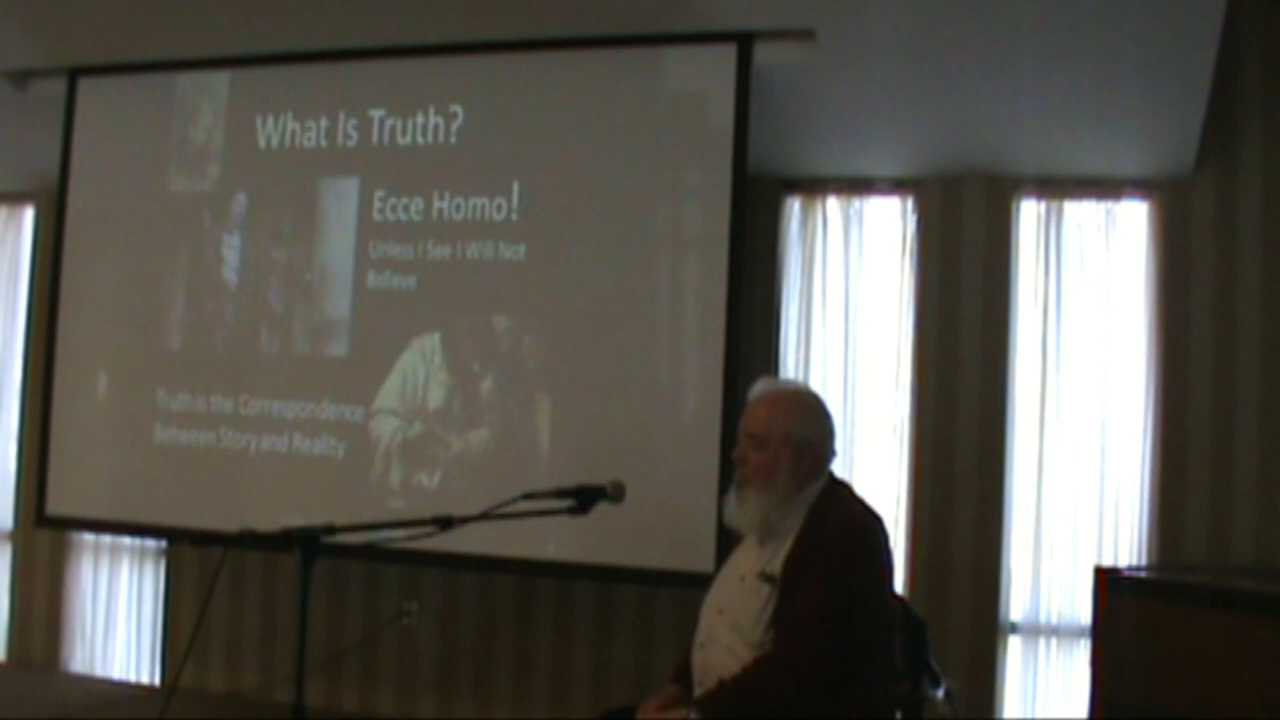 What Is Truth?
Ecce Homo!
Unless I See I Will Not
Believe
Truth is the Correspondence
Between Story and Reality